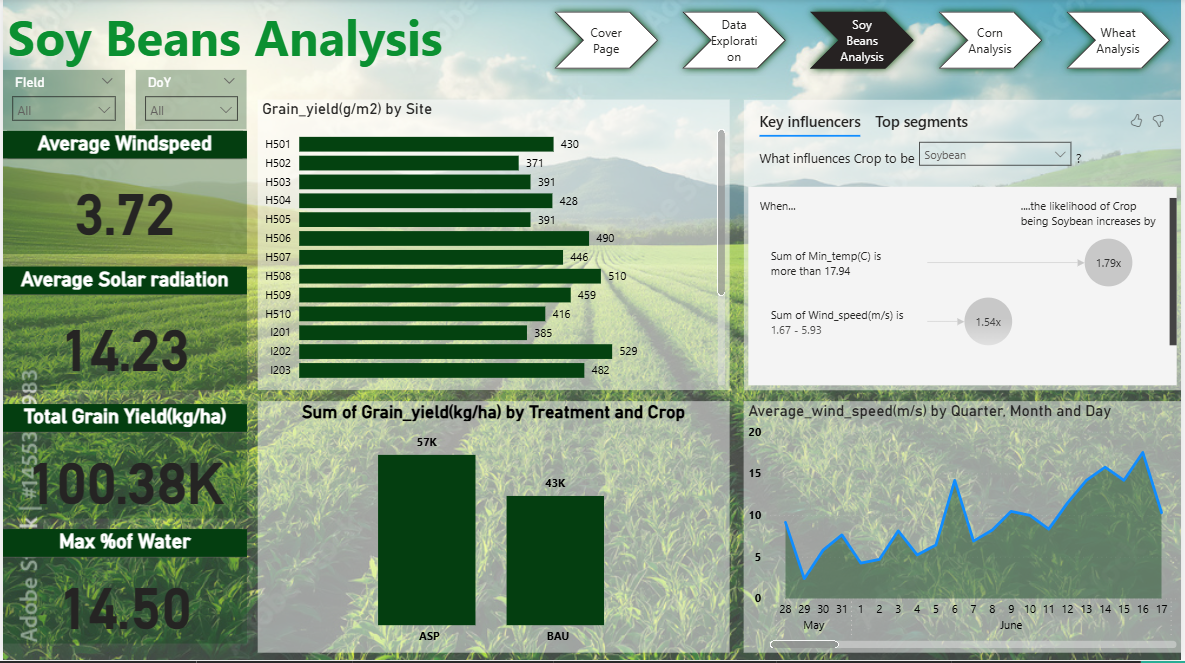 Soy Beans Analysis
Cover
Page
Data
Explorati
on
Soy
Beans
Analysis
Corn
Analysis
Wheat
Analysis
FIeld
All
DoY
All
Average Windspeed
3.72
Average Solar radiation
14.23
Total Grain Yield(kg/ha)
100.38K
Max %of Water
14.50
Grain_yield(g/m2) by Site
H501 430
H502 371
H503 391
H504 428
H505 391
H506 490
H507 446
H508 510
H509 459
H510 416
I201 385
I202 529
I203 482
Key influencers Top segments
What influences Crop to be Soybean ?
When...
....the likelihood of Crop
being Soybean increases by
Sum of Min_temp(C) is
more than 17.94
1.79x
Sum of Wind_speed(m/s) is
1.67 - 5.93
1.54x
Sum of Grain_yield(kg/ha) by Treatment and Crop
57K
43K
ASP BAU
Average_wind_speed(m/s) by Quarter, Month and Day
20
15
10
5
0
28 29 30 31 1 2 3 4 5 6 7 8 9 10 11 12 13 14 15 16 17
May June